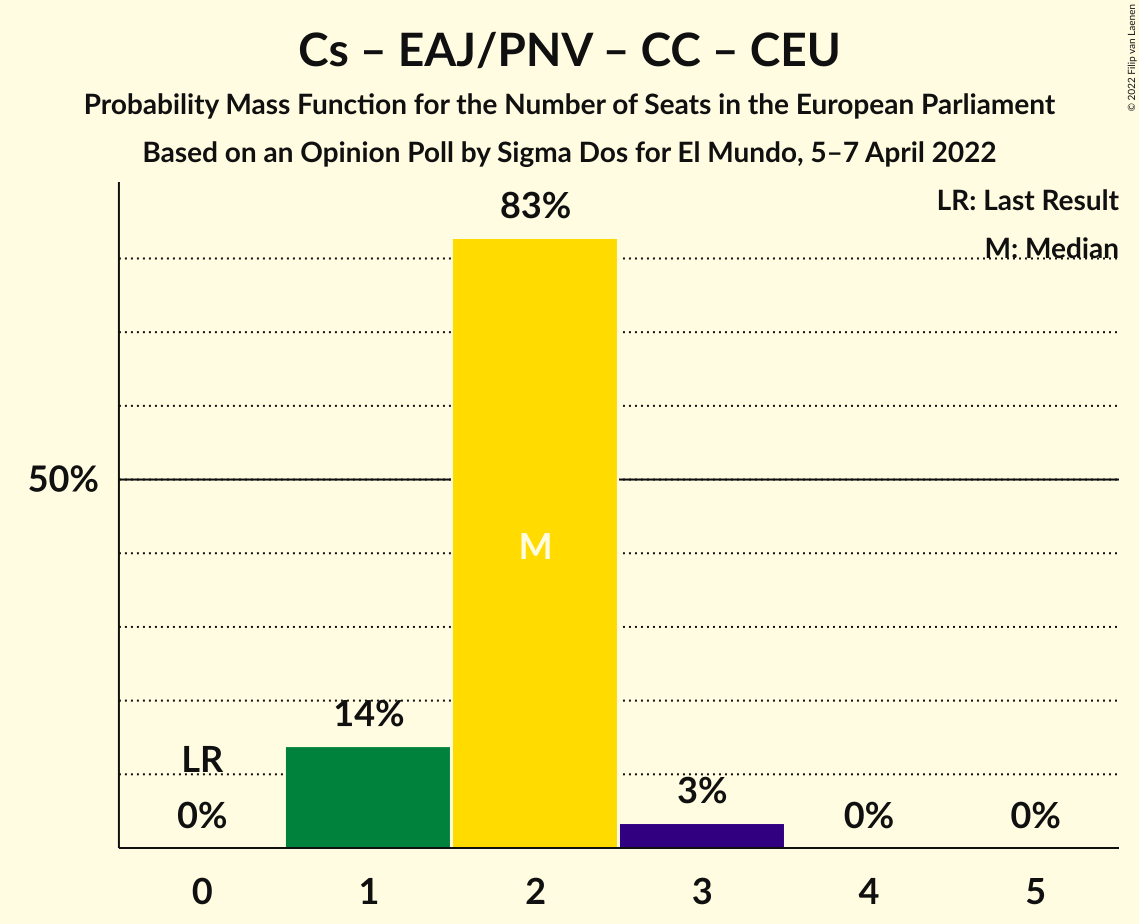 Cs – EAJ/PNV – CC – CEU
Probability Mass Function for the Number of Seats in the European Parliament
Based on an Opinion Poll by Sigma Dos for El Mundo, 5–7 April 2022
© 2022 Filip van Laenen
LR: Last Result
M: Median
83%
50%
M
14%
LR
3%
0%
0%
0%
0 1 2 3 4 5